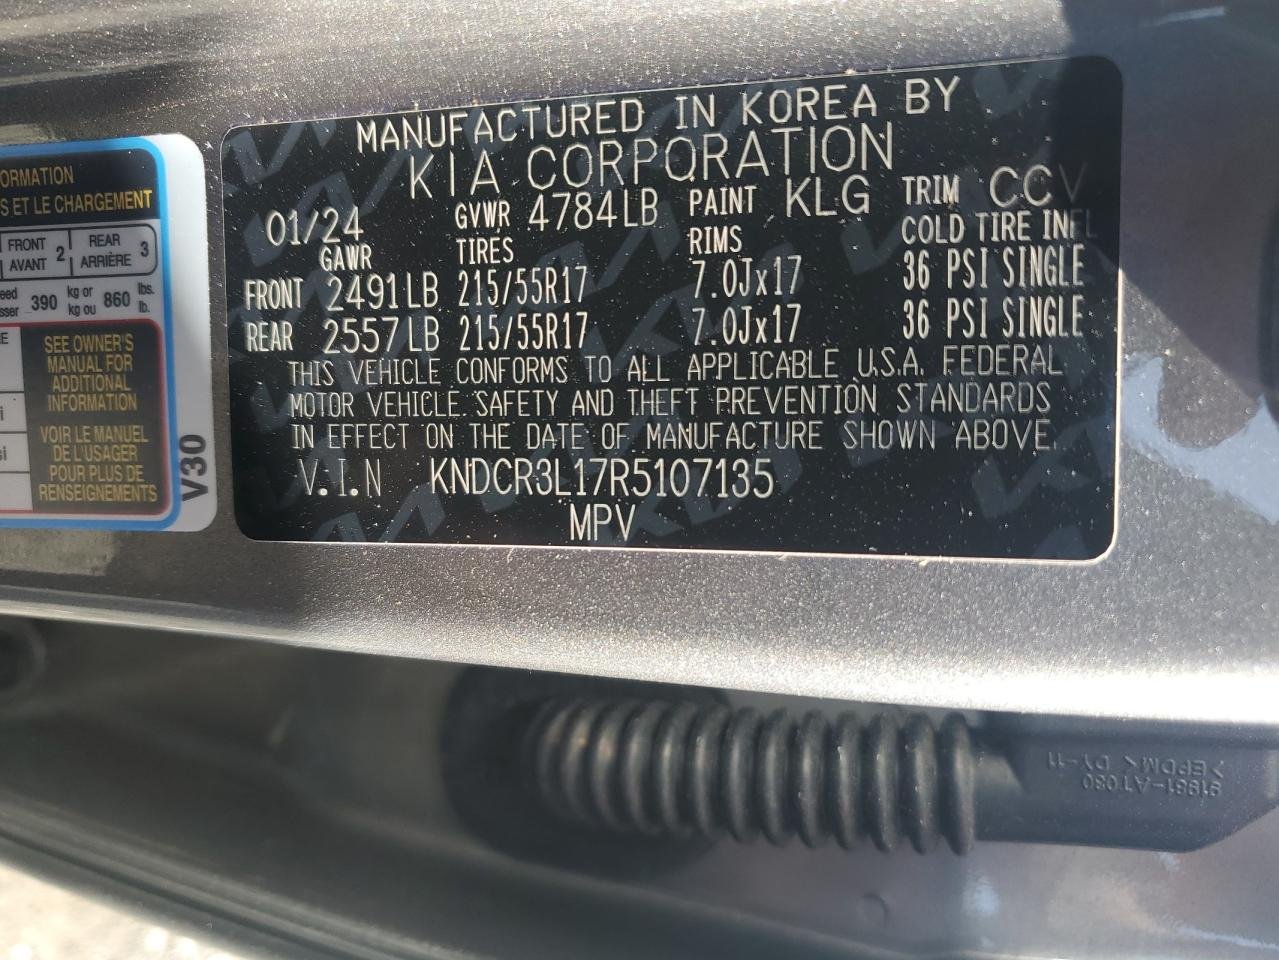 ORMATION
S ET LE CHARGEMENT
FRONT AVANT 2 REAR ARRIÈRE 3
390 kg or kg ou 860 lbs. lb.
SEE OWNER'S
MANUAL FOR
ADDITIONAL
INFORMATION
VOIR LE MANUEL
DE L'USAGER
POUR PLUS DE
RENSEIGNEMENTS
V30
MANUFACTURED IN KOREA BY
KIA CORPORATION
01/24 GVWR 4784LB PAINT KLG TRIM CCV
GAWR TIRES RIMS COLD TIRE INFL
FRONT 2491LB 215/55R17 7.0Jx17 36 PSI SINGLE
REAR 2557LB 215/55R17 7.0Jx17 36 PSI SINGLE
THIS VEHICLE CONFORMS TO ALL APPLICABLE U.S.A. FEDERAL
MOTOR VEHICLE SAFETY AND THEFT PREVENTION STANDARDS
IN EFFECT ON THE DATE OF MANUFACTURE SHOWN ABOVE.
V.I.N KNDCR3L17R5107135
MPV
91981-AT080
>EPDM< DY-11